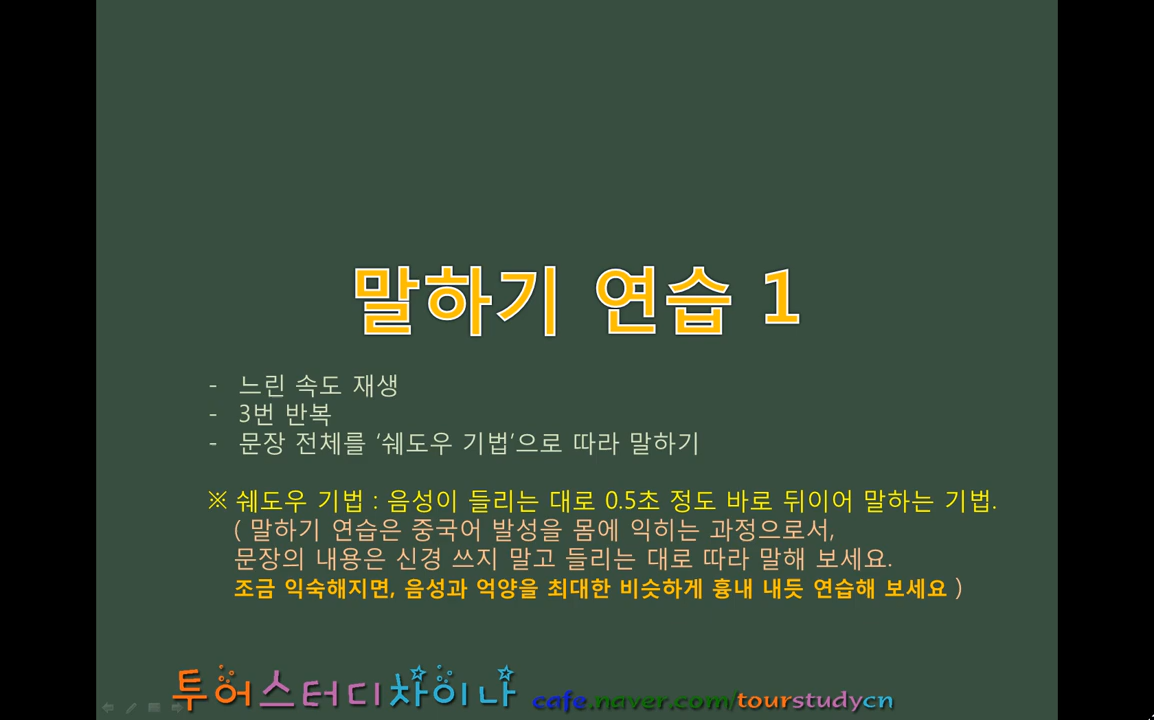 말하기 연습 1
- 느린 속도 재생
- 3번 반복
- 문장 전체를 '쉐도우 기법'으로 따라 말하기
※ 쉐도우 기법 : 음성이 들리는 대로 0.5초 정도 바로 뒤이어 말하는 기법.
( 말하기 연습은 중국어 발성을 몸에 익히는 과정으로서,
문장의 내용은 신경 쓰지 말고 들리는 대로 따라 말해 보세요.
조금 익숙해지면, 음성과 억양을 최대한 비슷하게 흉내 내듯 연습해 보세요 )
투어스터디차이나 cafe.naver.com/tourstudycn